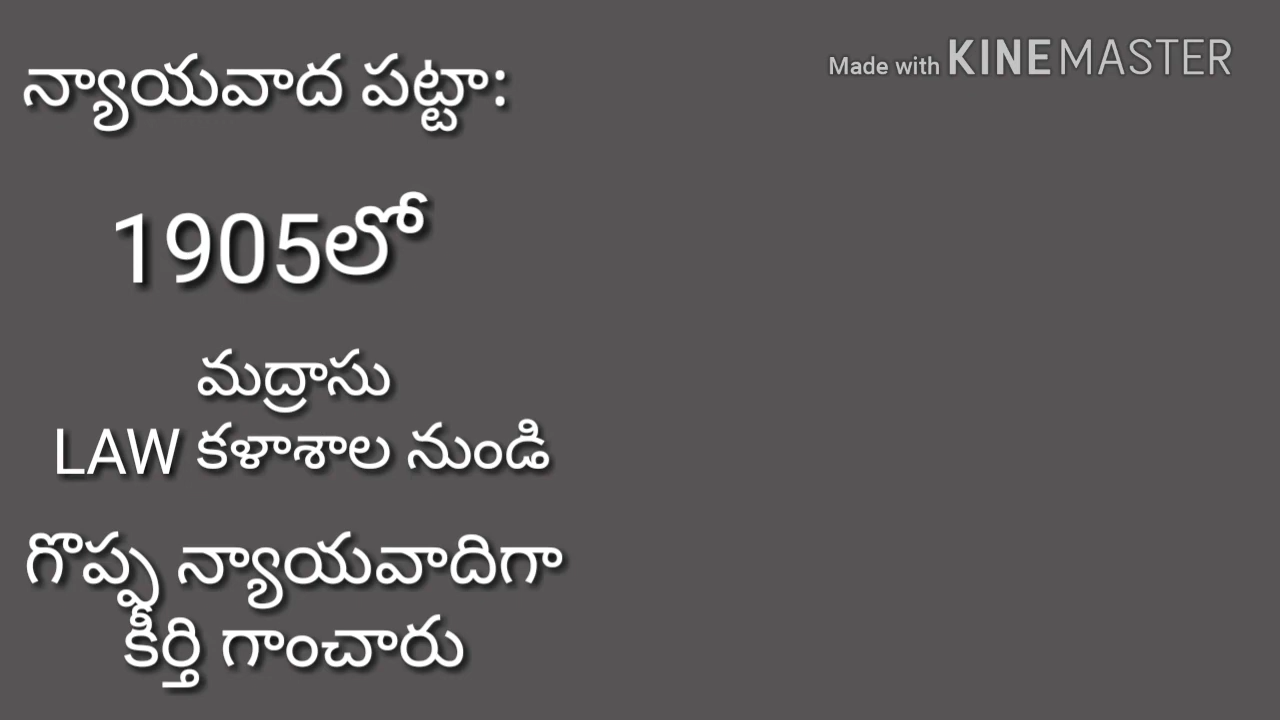 న్యాయవాద పట్టా:
Made with KINEMASTER
1905లో
మద్రాసు
LAW కళాశాల నుండి
గొప్ప న్యాయవాదిగా
కీర్తి గాంచారు